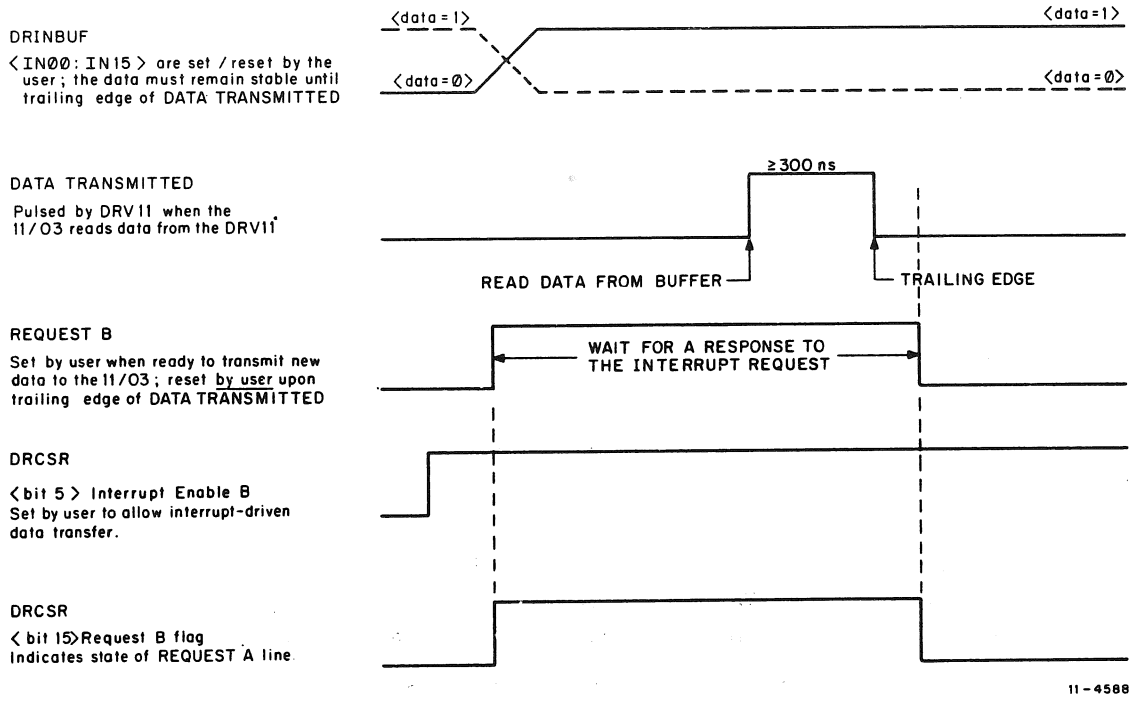 <data=1>
<data=1>
DRINBUF
<IN00: IN15> are set / reset by the
user; the data must remain stable until
trailing edge of DATA TRANSMITTED
<data=0>
<data=0>
≥300 ns
DATA TRANSMITTED
Pulsed by DRV11 when the
11/03 reads data from the DRV11.
READ DATA FROM BUFFER
TRAILING EDGE
REQUEST B
Set by user when ready to transmit new
data to the 11/03; reset by user upon
trailing edge of DATA TRANSMITTED
WAIT FOR A RESPONSE TO
THE INTERRUPT REQUEST
DRCSR
<bit 5> Interrupt Enable B
Set by user to allow interrupt-driven
data transfer.
DRCSR
<bit 15>Request B flag
Indicates state of REQUEST A line.
11-4588